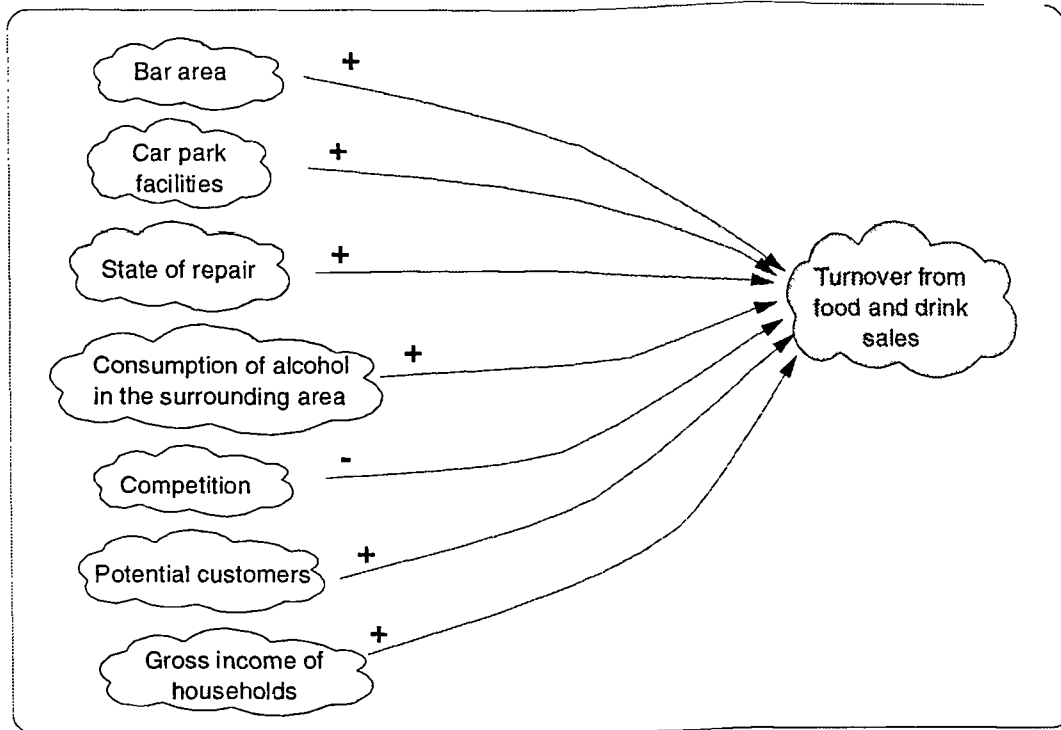 Bar area
+
Car park
facilities
+
State of repair
+
Consumption of alcohol
in the surrounding area
+
Competition
-
Potential customers
+
Gross income of
households
+
Turnover from
food and drink
sales